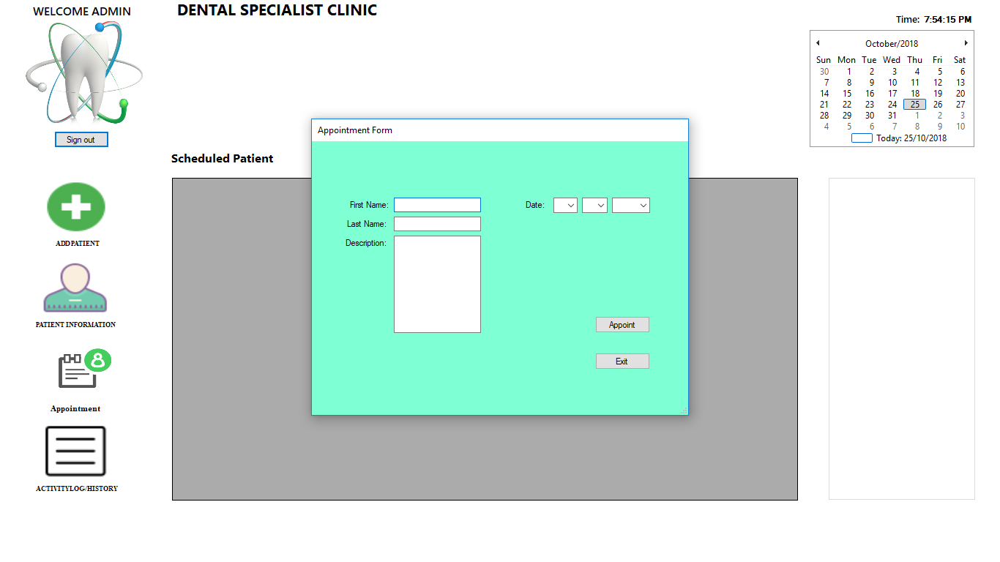 WELCOME ADMIN
DENTAL SPECIALIST CLINIC
Time: 7:54:15 PM
October/2018
Sun Mon Tue Wed Thu Fri Sat
30 1 2 3 4 5 6
7 8 9 10 11 12 13
14 15 16 17 18 19 20
21 22 23 24 25 26 27
28 29 30 31 1 2 3
4 5 6 7 8 9 10
Today: 25/10/2018
Sign out
Scheduled Patient
Appointment Form
First Name:
Date:
Last Name:
Description:
Appoint
Exit
ADDPATIENT
PATIENT INFORMATION
Appointment
ACTIVITYLOG/HISTORY